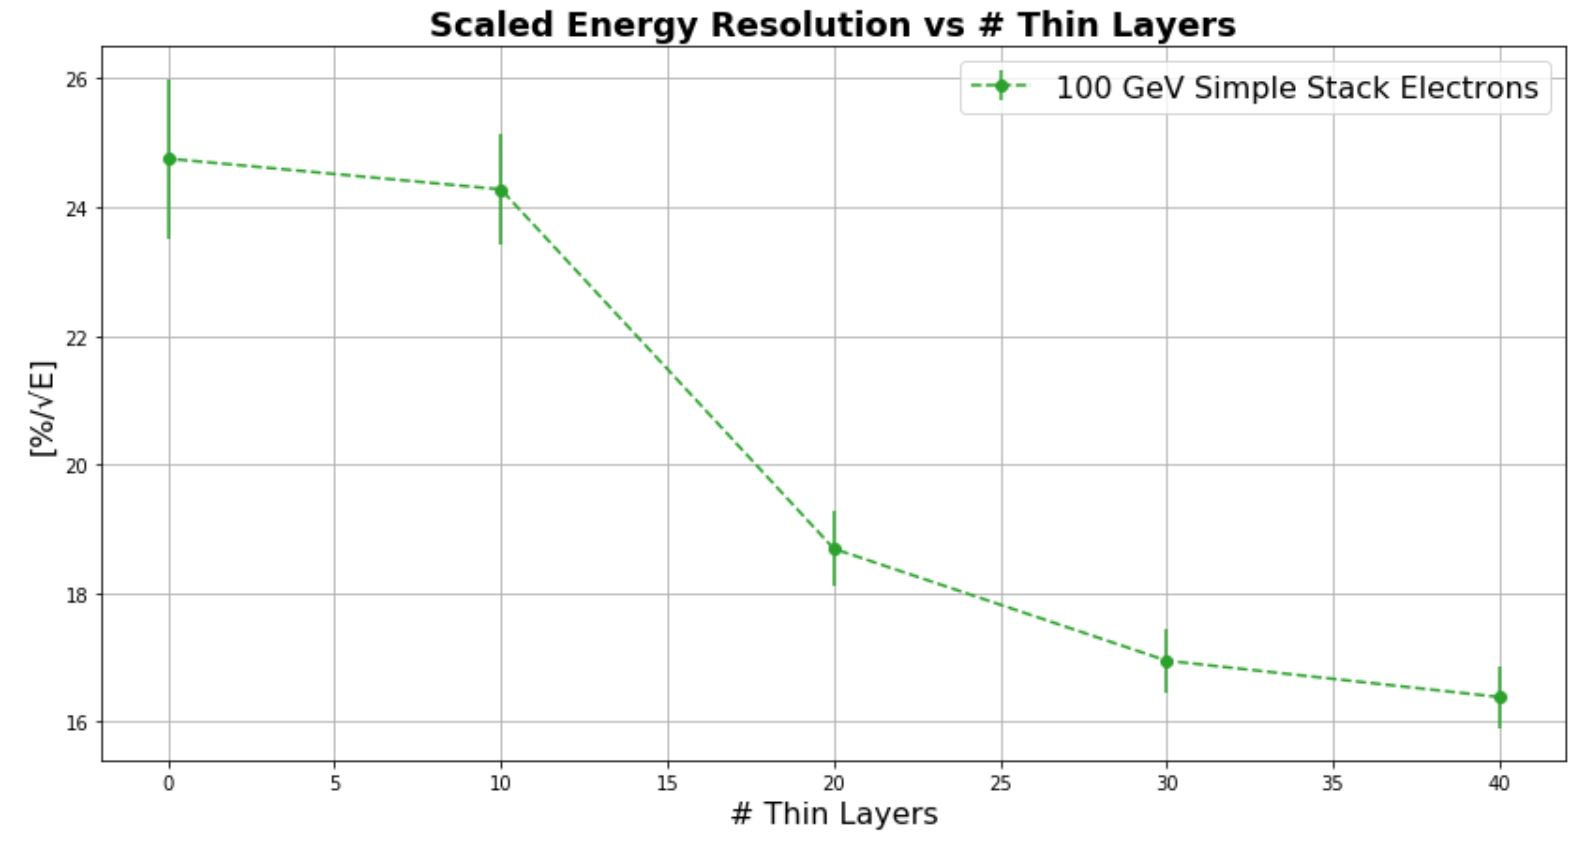 Scaled Energy Resolution vs # Thin Layers
100 GeV Simple Stack Electrons
[%/√E]
26
24
22
20
18
16
0 5 10 15 20 25 30 35 40
# Thin Layers